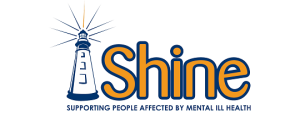 Shine
SUPPORTING PEOPLE AFFECTED BY MENTAL ILL HEALTH